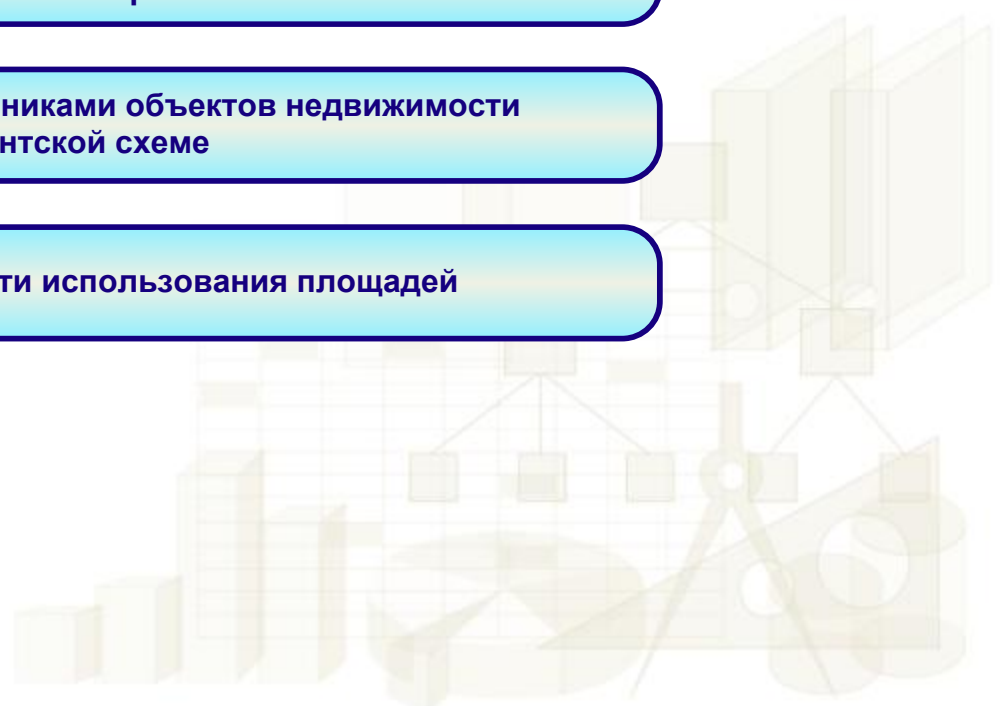 никами объектов недвижимости
нтской схеме
ти использования площадей